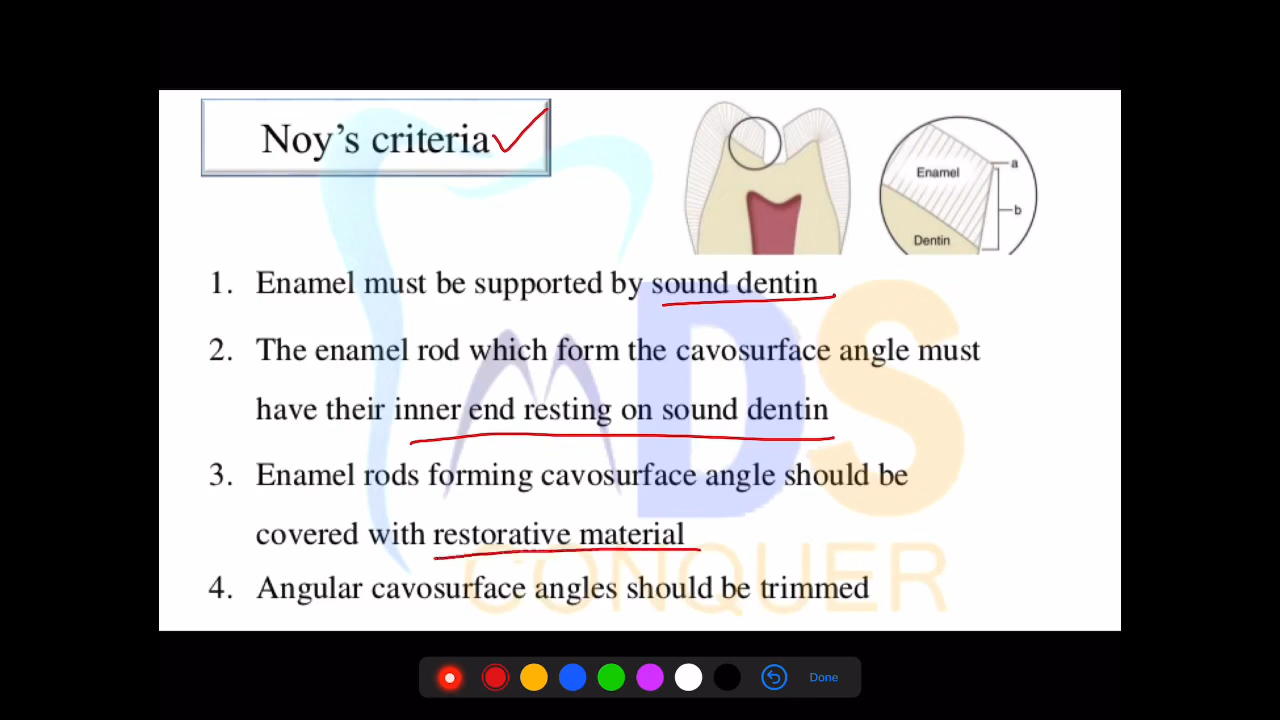 Noy's criteria
Enamel
a
b
Dentin
1. Enamel must be supported by sound dentin
2. The enamel rod which form the cavosurface angle must
have their inner end resting on sound dentin
3. Enamel rods forming cavosurface angle should be
covered with restorative material
4. Angular cavosurface angles should be trimmed
MDS
CONQUER
Done